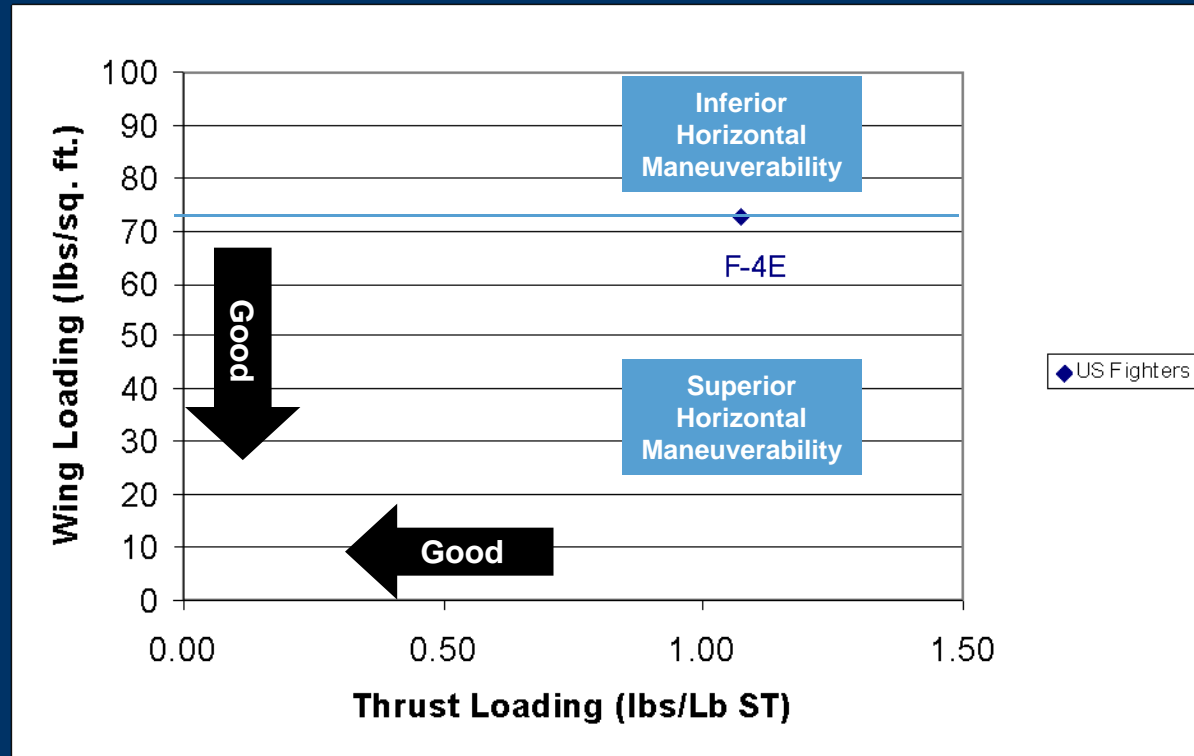 100
90
80
70
60
50
40
30
20
10
0
Wing Loading (lbs/sq. ft.)
Inferior
Horizontal
Maneuverability
F-4E
Good
Superior
Horizontal
Maneuverability
Good
US Fighters
0.00 0.50 1.00 1.50
Thrust Loading (lbs/Lb ST)